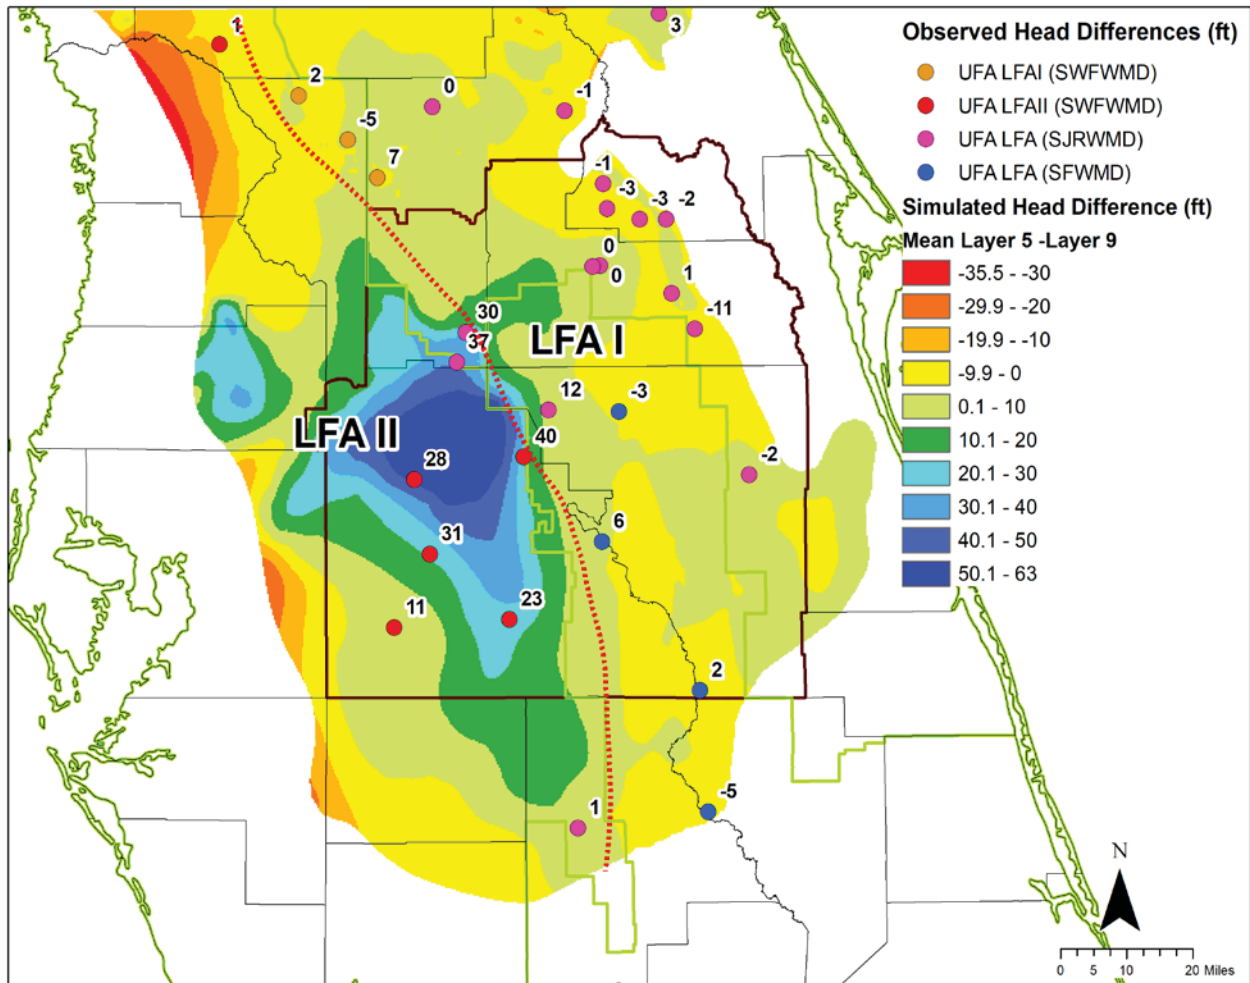 1
3
Observed Head Differences (ft)
UFA LFAI (SWFWMD)
UFA LFAII (SWFWMD)
UFA LFA (SJRWMD)
UFA LFA (SFWMD)
2
0
-1
-5
7
-1
-3
-3
-2
Simulated Head Difference (ft)
Mean Layer 5 -Layer 9
-35.5 - -30
-29.9 - -20
-19.9 - -10
-9.9 - 0
0.1 - 10
10.1 - 20
20.1 - 30
30.1 - 40
40.1 - 50
50.1 - 63
0
0
1
-11
30
37
LFA I
12
-3
LFA II
40
28
-2
6
31
11
23
2
-5
1
N
0 5 10 20 Miles